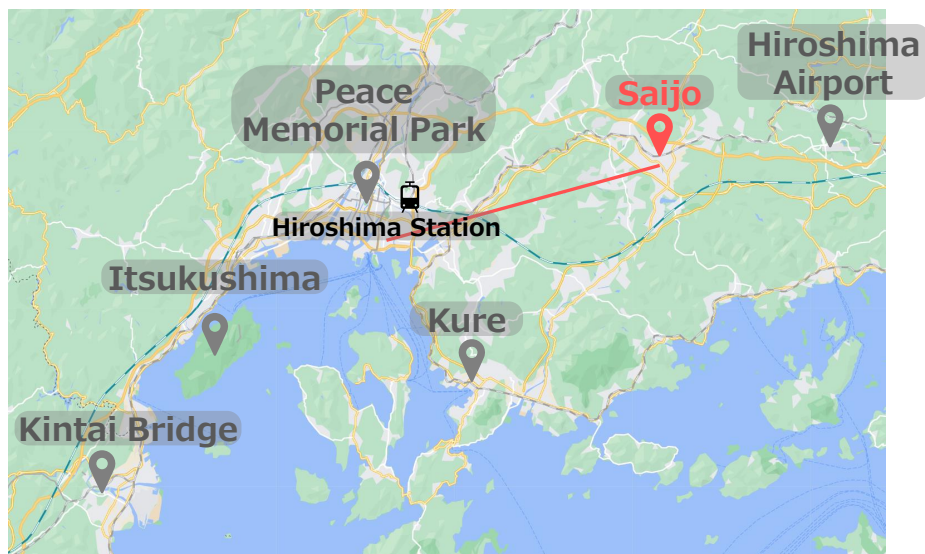 Hiroshima
Airport
Saijo
Peace
Memorial Park
Hiroshima Station
Itsukushima
Kure
Kintai Bridge